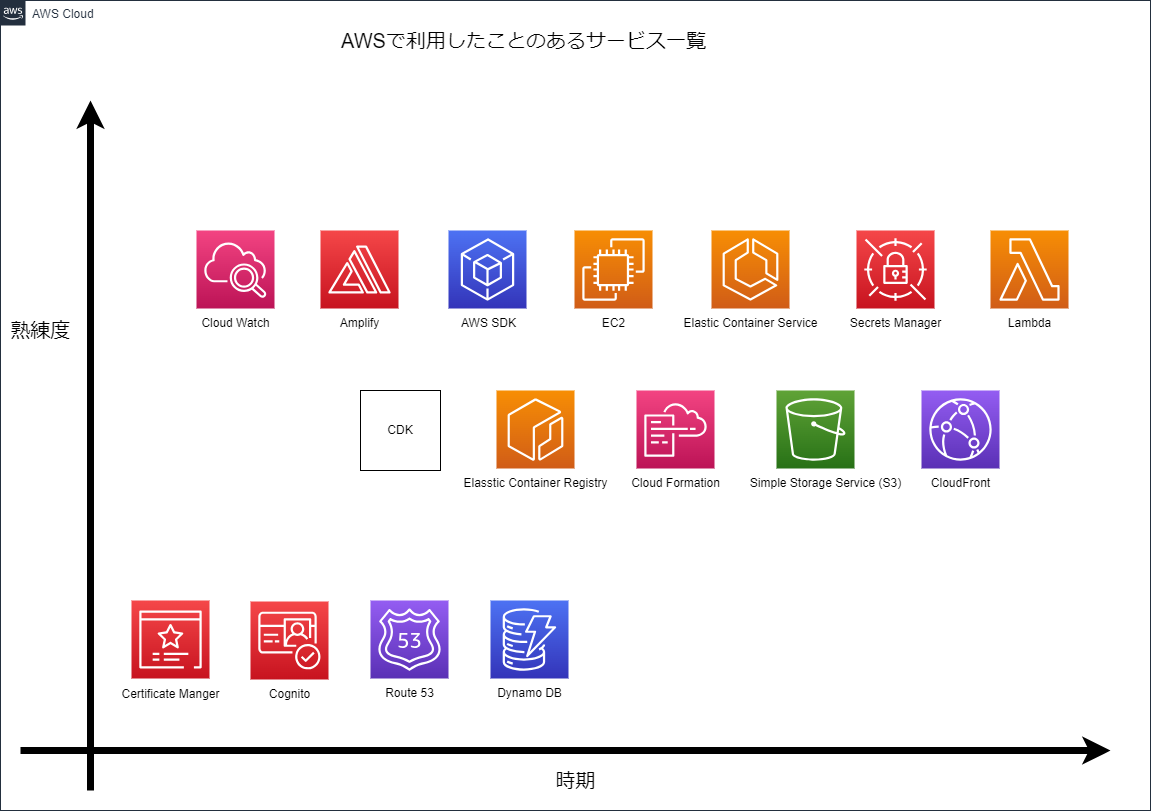 aws
AWS Cloud
AWSで利用したことのあるサービス一覧
熟練度
Cloud Watch
Amplify
AWS SDK
EC2
Elastic Container Service
Secrets Manager
Lambda
CDK
Elasstic Container Registry
Cloud Formation
Simple Storage Service (S3)
CloudFront
53
Certificate Manger
Cognito
Route 53
Dynamo DB
時期